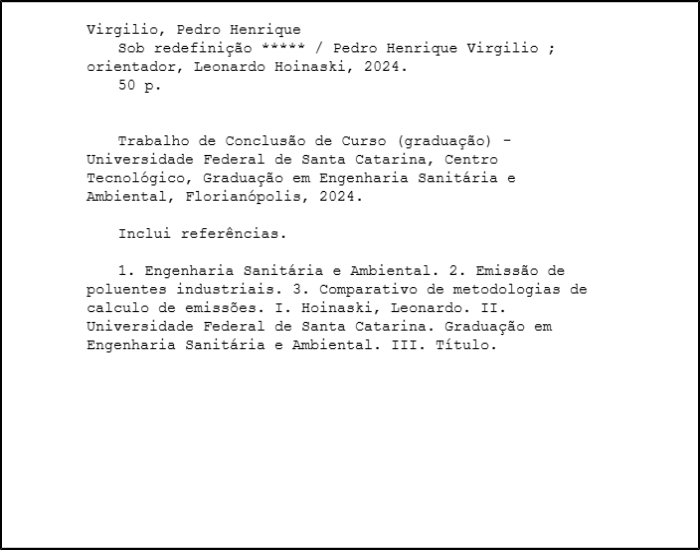 Virgilio, Pedro Henrique
Sob redefinição ***** / Pedro Henrique Virgilio ;
orientador, Leonardo Hoinaski, 2024.
50 p.
Trabalho de Conclusão de Curso (graduação) -
Universidade Federal de Santa Catarina, Centro
Tecnológico, Graduação em Engenharia Sanitária e
Ambiental, Florianópolis, 2024.
Inclui referências.
1. Engenharia Sanitária e Ambiental. 2. Emissão de
poluentes industriais. 3. Comparativo de metodologias de
calculo de emissões. I. Hoinaski, Leonardo. II.
Universidade Federal de Santa Catarina. Graduação em
Engenharia Sanitária e Ambiental. III. Título.